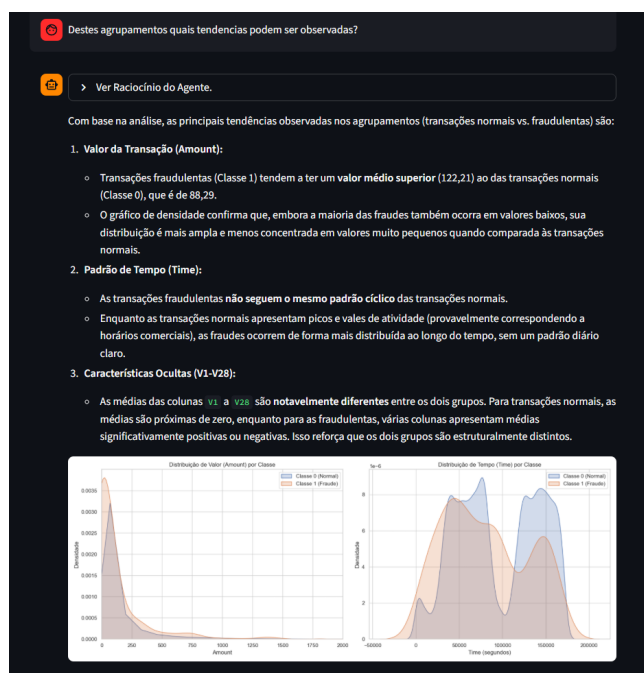 Destes agrupamentos quais tendencias podem ser observadas?
Ver Raciocínio do Agente.
Com base na análise, as principais tendências observadas nos agrupamentos (transações normais vs. fraudulentas) são:
1. Valor da Transação (Amount):
Transações fraudulentas (Classe 1) tendem a ter um valor médio superior (122,21) ao das transações normais
(Classe 0), que é de 88,29.
O gráfico de densidade confirma que, embora a maioria das fraudes também ocorra em valores baixos, sua
distribuição é mais ampla e menos concentrada em valores muito pequenos quando comparada às transações
normais.
2. Padrão de Tempo (Time):
As transações fraudulentas não seguem o mesmo padrão cíclico das transações normais.
Enquanto as transações normais apresentam picos e vales de atividade (provavelmente correspondendo a
horários comerciais), as fraudes ocorrem de forma mais distribuída ao longo do tempo, sem um padrão diário
claro.
3. Características Ocultas (V1-V28):
As médias das colunas V1 a V28 são notavelmente diferentes entre os dois grupos. Para transações normais, as
médias são próximas de zero, enquanto para as fraudulentas, várias colunas apresentam médias
significativamente positivas ou negativas. Isso reforça que os dois grupos são estruturalmente distintos.
Distribuição de Valor (Amount) por Classe
Classe 0 (Normal)
Classe 1 (Fraude)
Densidade
0.0035
0.0030
0.0025
0.0020
0.0015
0.0010
0.0005
0.0000
0 250 500 750 1000 1250 1500 1750 2000
Amount
Distribuição de Tempo (Time) por Classe
1e-6
Classe 0 (Normal)
Classe 1 (Fraude)
Densidade
8
6
4
2
0
-50000 0 50000 100000 150000 200000
Time (segundos)